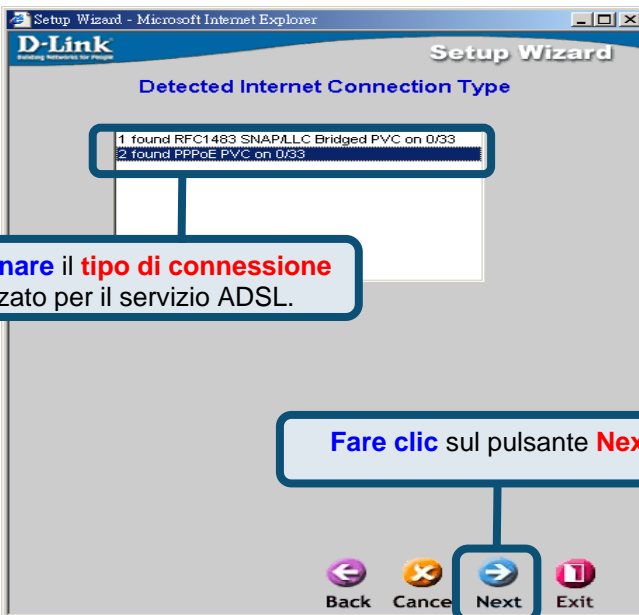 Setup Wizard - Microsoft Internet Explorer
D-Link
Building Networks for People
Setup Wizard
Detected Internet Connection Type
1 found RFC1483 SNAP/LLC Bridged PVC on 0/33
2 found PPPoE PVC on 0/33
nare il tipo di connessione
zato per il servizio ADSL.
Fare clic sul pulsante Nex
Back Cance Next Exit